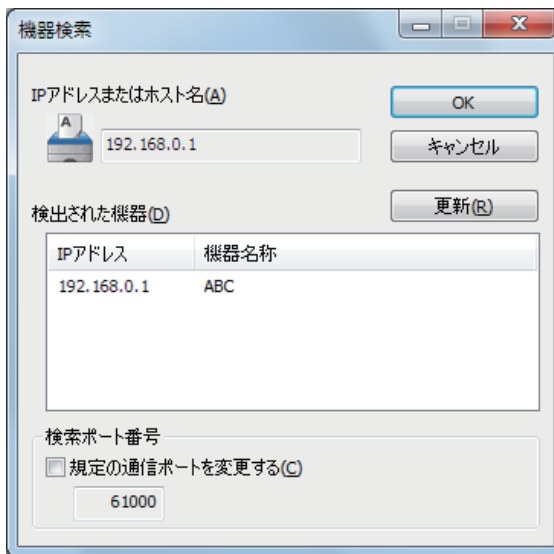 機器検索
IPアドレスまたはホスト名(A)
OK
A
192.168.0.1
キャンセル
検出された機器(D)
更新(R)
IPアドレス 機器名称
192.168.0.1 ABC
検索ポート番号
規定の通信ポートを変更する(C)
61000